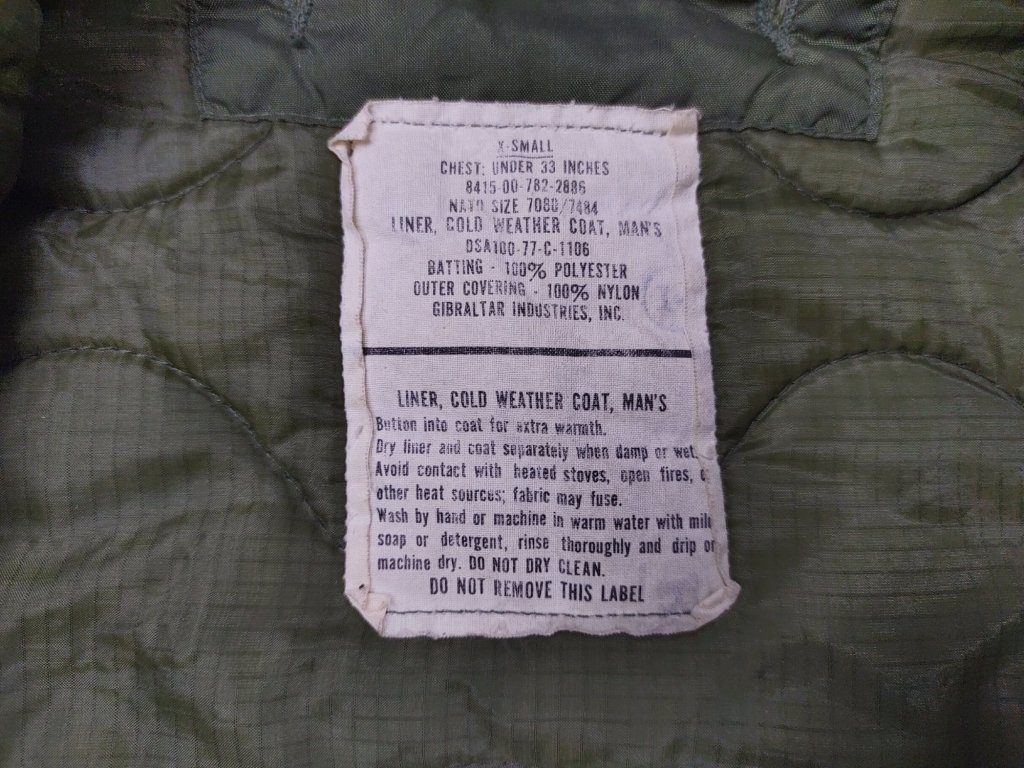 X-SMALL
CHEST: UNDER 33 INCHES
8415-00-782-2886
NATO SIZE 7080/7484
LINER, COLD WEATHER COAT, MAN'S
DSA100-77-C-1106
BATTING - 100% POLYESTER
OUTER COVERING - 100% NYLON
GIBRALTAR INDUSTRIES, INC.
LINER, COLD WEATHER COAT, MAN'S
Button into coat for extra warmth.
Dry liner and coat separately when damp or wet.
Avoid contact with heated stoves, open fires, o
other heat sources; fabric may fuse.
Wash by hand or machine in warm water with mild
soap or detergent, rinse thoroughly and drip or
machine dry. DO NOT DRY CLEAN.
DO NOT REMOVE THIS LABEL